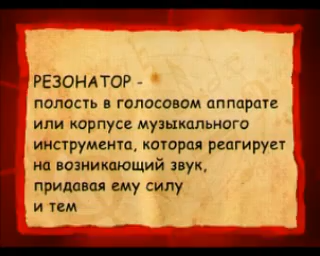 РЕЗОНАТОР -
полость в голосовом аппарате
или корпусе музыкального
инструмента, которая реагирует
на возникающий звук,
придавая ему силу
и тем